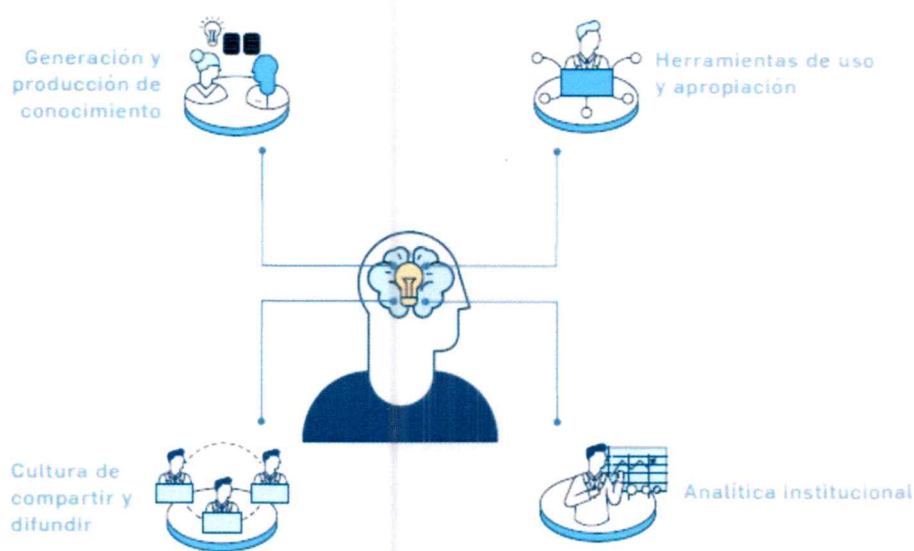 Generación y
producción de
conocimiento
Herramientas de uso
y apropiación
Cultura de
compartir y
difundir
Analítica institucional